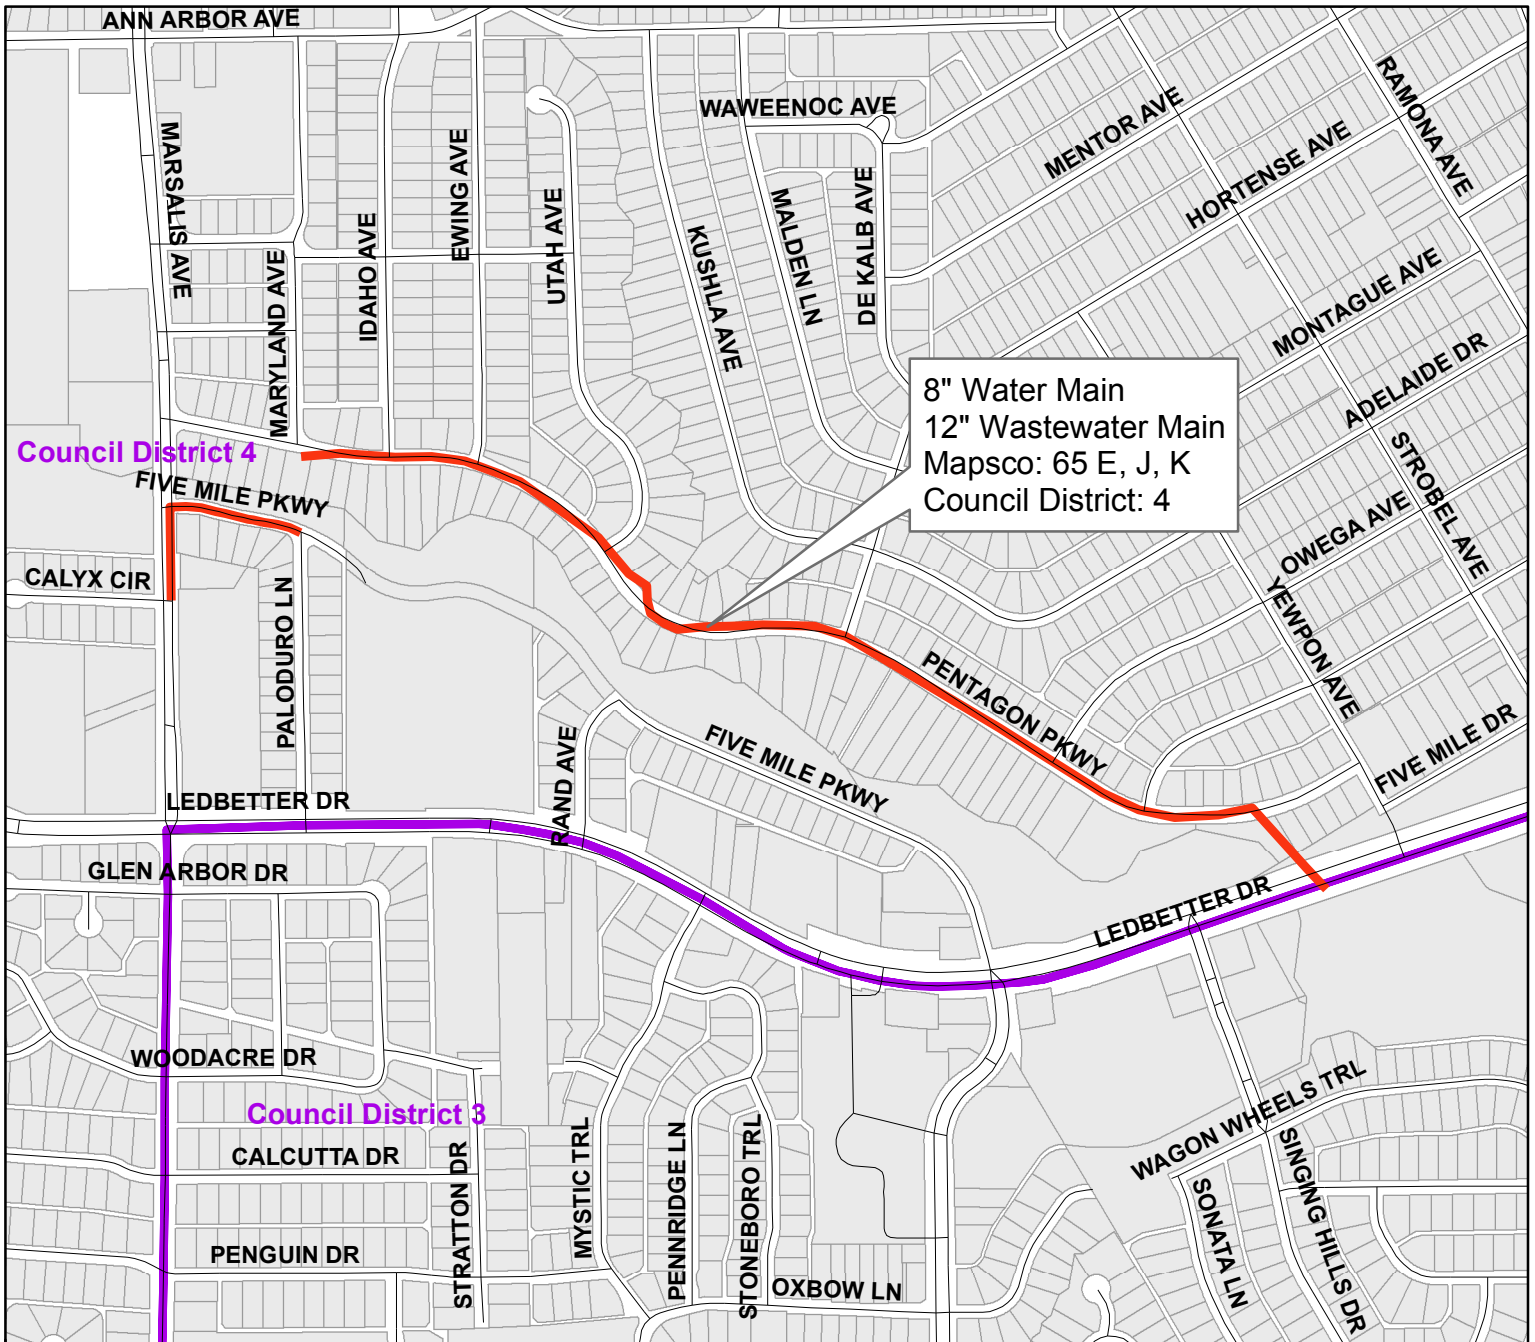 ANN ARBOR AVE
MARSALIS AVE
MARYLAND AVE
IDAHO AVE
EWING AVE
UTAH AVE
WAWEENOC AVE
KUSHLA AVE
MALDEN LN
DE KALB AVE
MENTOR AVE
HORTENSE AVE
RAMONA AVE
MONTAGUE AVE
ADELAIDE DR
STROBEL AVE
OWEGA AVE
YEWPON AVE
FIVE MILE DR
8" Water Main
12" Wastewater Main
Mapsco: 65 E, J, K
Council District: 4
Council District 4
FIVE MILE PKWY
CALYX CIR
PALODURO LN
PENTAGON PKWY
RAND AVE
FIVE MILE PKWY
LEDBETTER DR
LEDBETTER DR
GLEN ARBOR DR
WOODACRE DR
Council District 3
CALCUTTA DR
PENGUIN DR
STRATTON DR
MYSTIC TRL
PENNRIDGE LN
STONEBORO TRL
OXBOW LN
WAGON WHEELS TRL
SONATA LN
SINGING HILLS DR